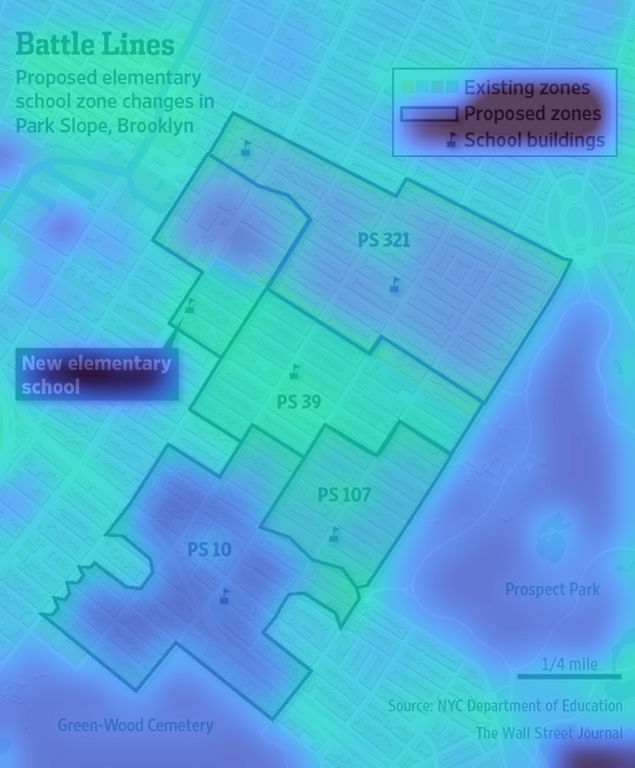 Battle Lines
Proposed elementary
school zone changes in
Park Slope, Brooklyn
Existing zones
Proposed zones
School buildings
PS 321
New elementary
school
PS 39
PS 107
PS 10
Prospect Park
1/4 mile
Green-Wood Cemetery
Source: NYC Department of Education
The Wall Street Journal